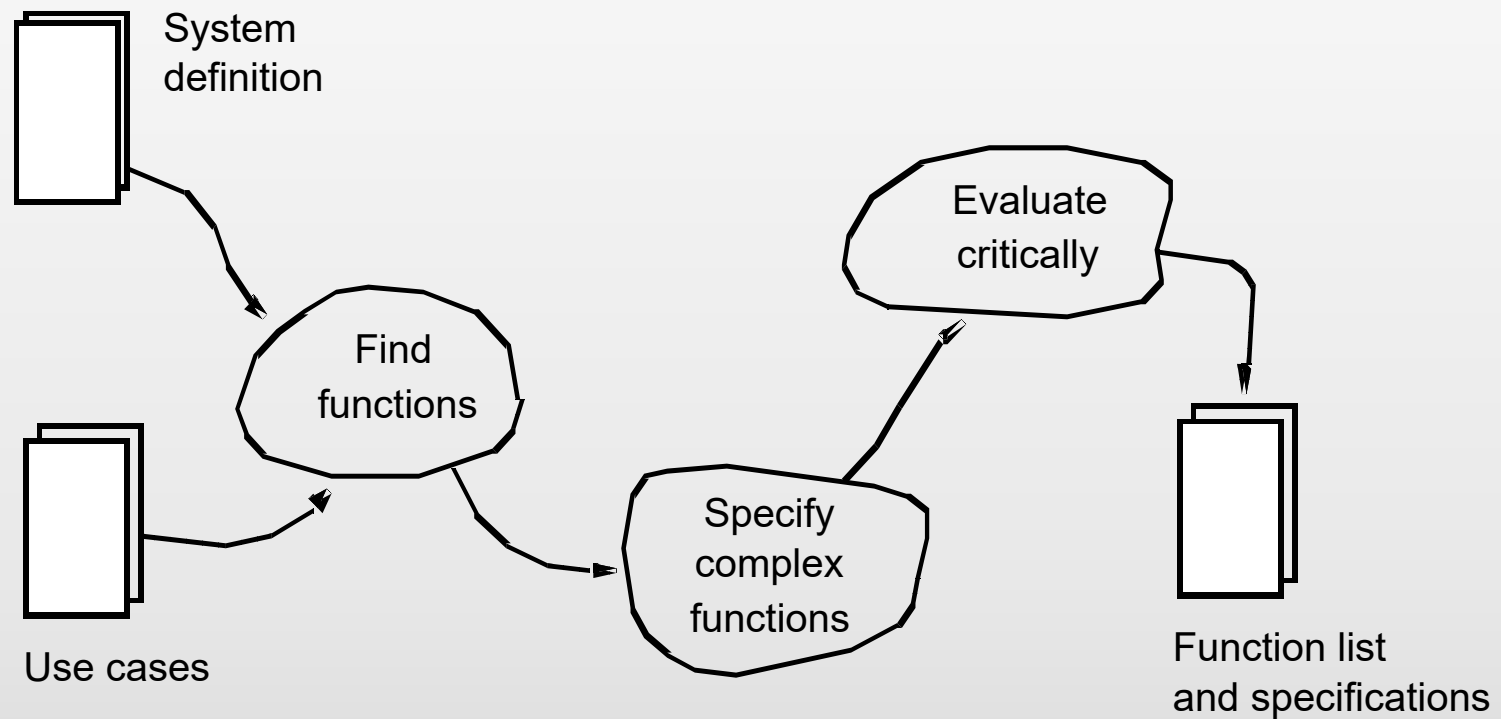 System
definition
Evaluate
critically
Find
functions
Specify
complex
functions
Use cases
Function list
and specifications